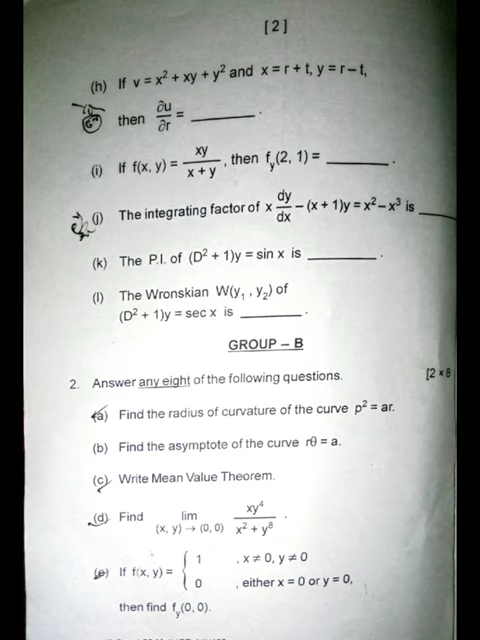 [2]
(h) If v = x² + xy + y² and x = r + t, y = r – t,
then ∂u/∂r = ________ .
(i) If f(x, y) = xy/(x + y) , then fy(2, 1) = ________ .
(j) The integrating factor of x dy/dx – (x + 1)y = x² – x³ is ____
(k) The P.I. of (D² + 1)y = sin x is ________ .
(l) The Wronskian W(y₁ , y₂) of
(D² + 1)y = sec x is ________ .
GROUP – B
2. Answer any eight of the following questions. [2 × 8
(a) Find the radius of curvature of the curve p² = ar.
(b) Find the asymptote of the curve rθ = a.
(c) Write Mean Value Theorem.
(d) Find lim (x, y) → (0, 0) xy⁴/(x² + y⁸) .
(e) If f(x, y) = { 1 , x ≠ 0, y ≠ 0
0 , either x = 0 or y = 0,
then find fy(0, 0).